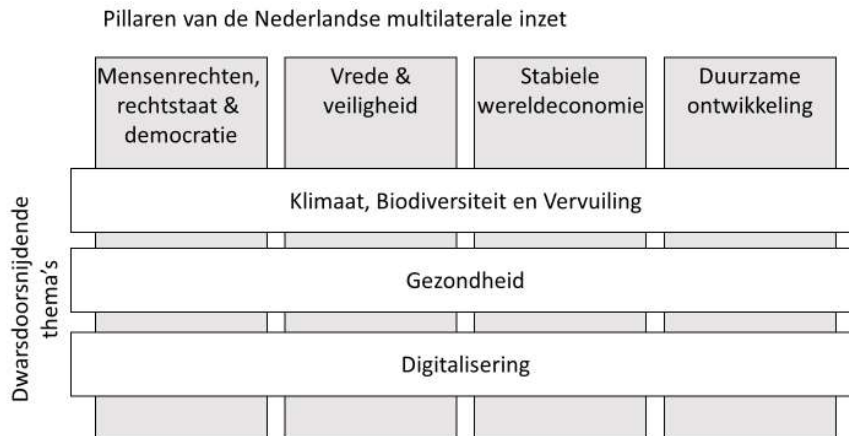 Pillaren van de Nederlandse multilaterale inzet
Mensenrechten,
rechtstaat &
democratie
Vrede &
veiligheid
Stabiele
wereldeconomie
Duurzame
ontwikkeling
Dwarsdoorsnijdende
thema's
Klimaat, Biodiversiteit en Vervuiling
Gezondheid
Digitalisering